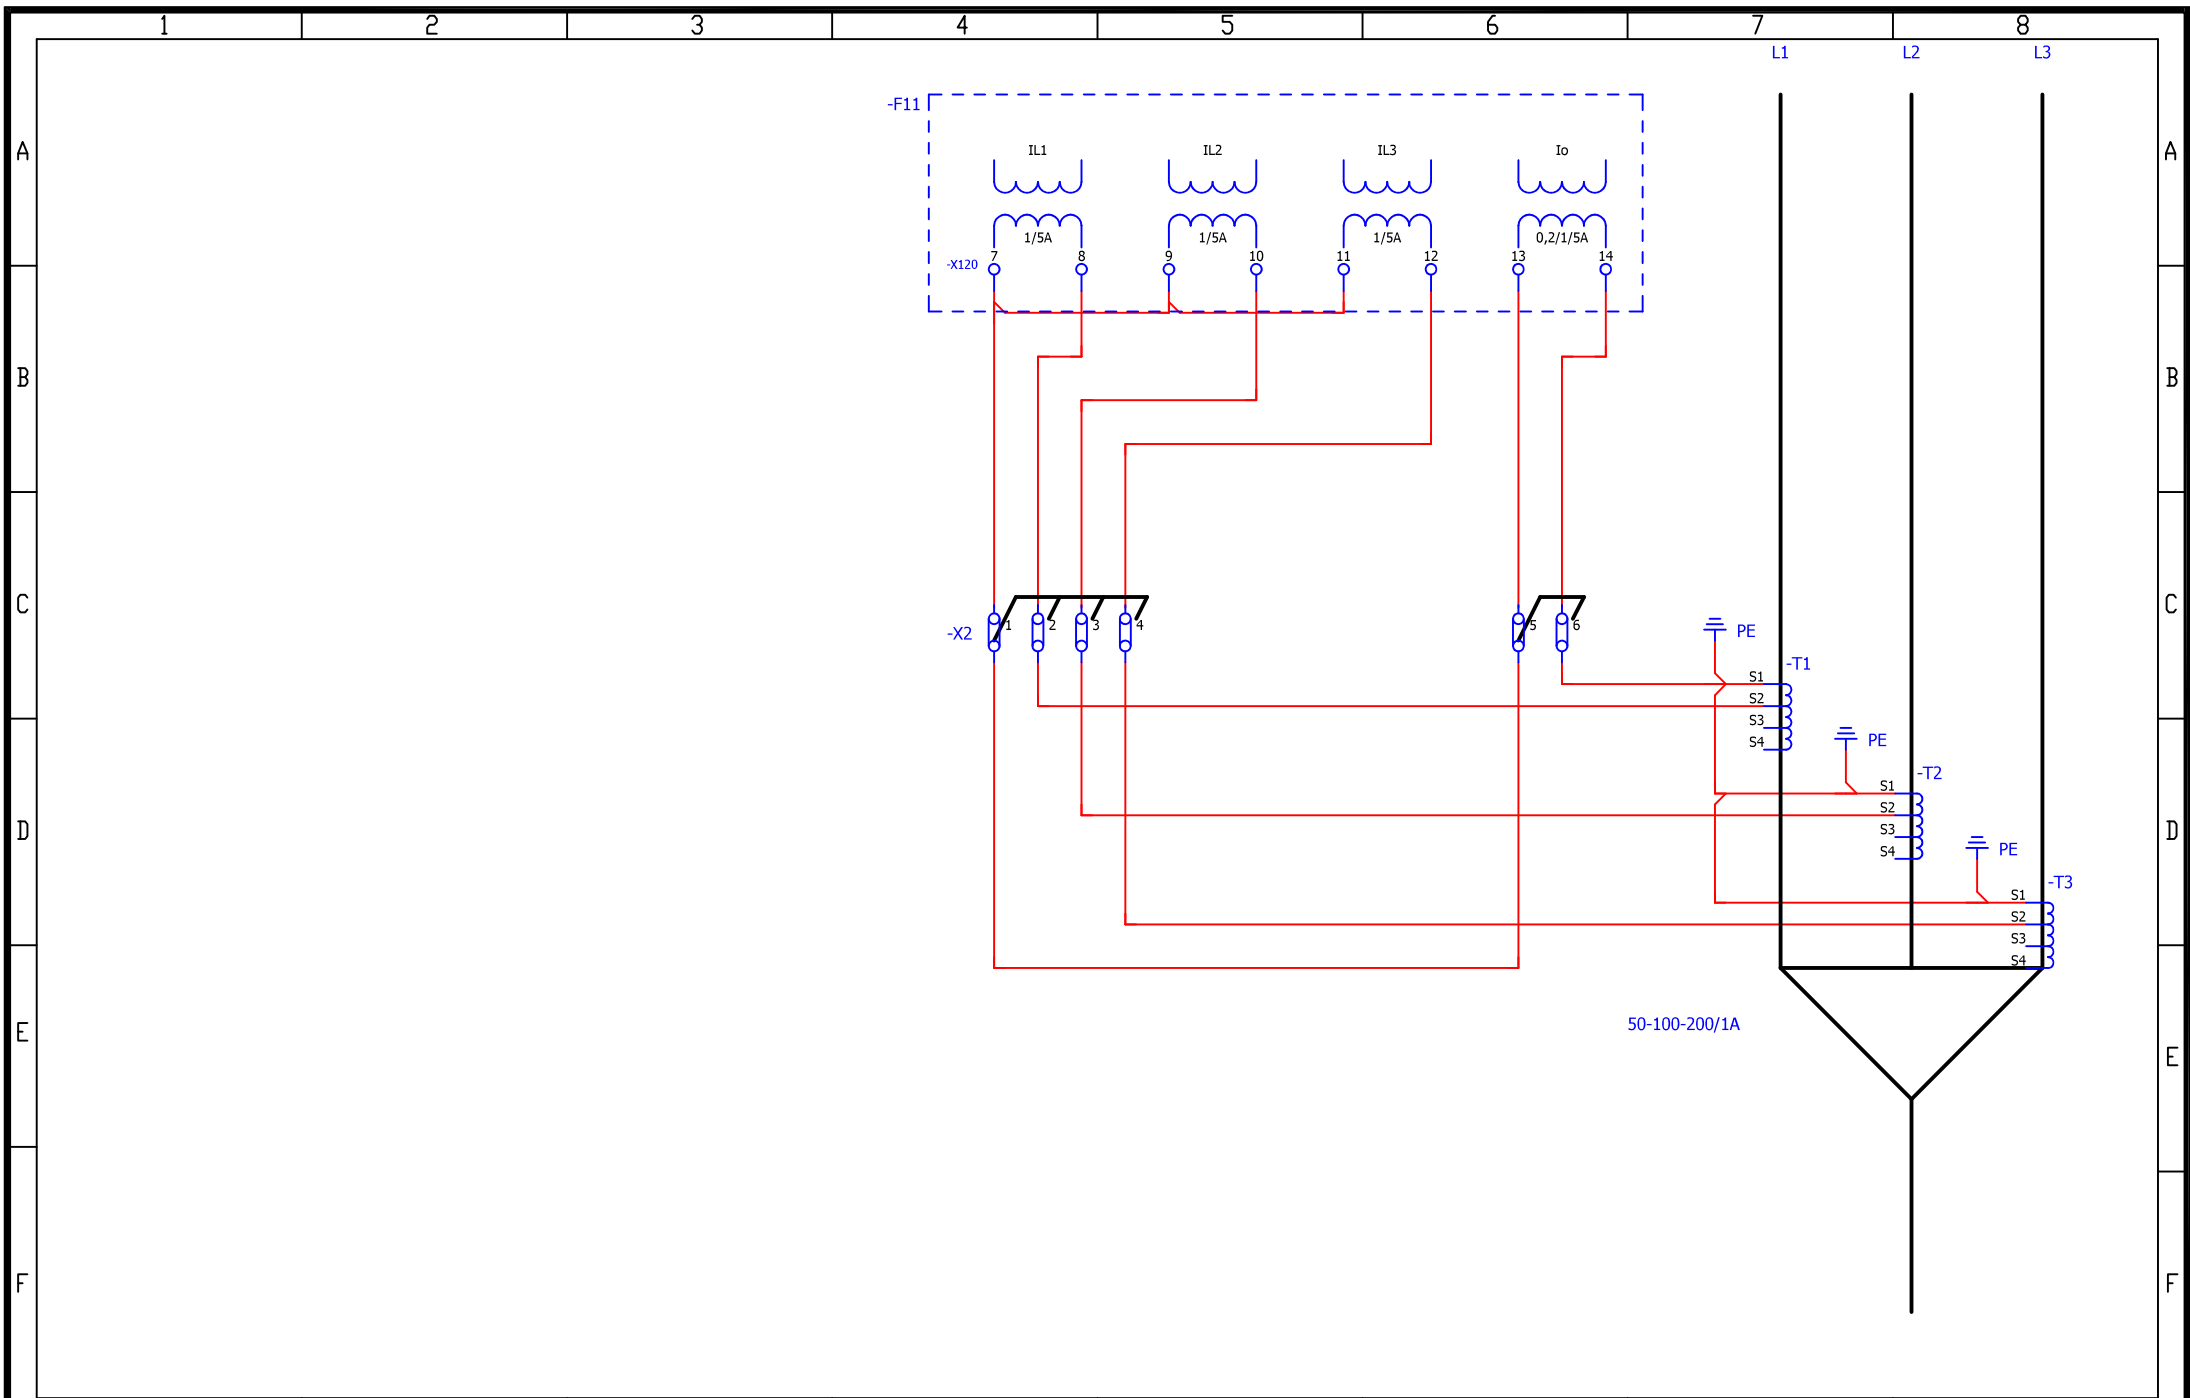 1 2 3 4 5 6 7 8
L1 L2 L3
-F11
A IL1 IL2 IL3 Io A
1/5A 1/5A 1/5A 0,2/1/5A
-X120 7 8 9 10 11 12 13 14
B B
C C
-X2 1 2 3 4 5 6 PE
-T1
S1
S2
S3
S4 PE
-T2
S1
S2
D S3 D
S4 PE
-T3
S1
S2
S3
S4
50-100-200/1A
E E
F F